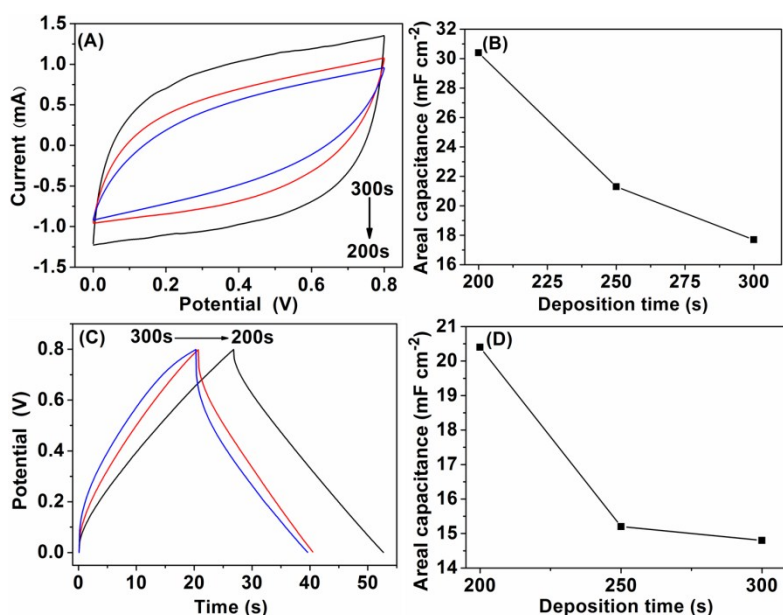 (A)
1.5
1.0
0.5
0.0
-0.5
-1.0
-1.5
Current (mA)
300s
200s
0.0 0.2 0.4 0.6 0.8
Potential (V)
(B)
32
30
28
26
24
22
20
18
16
Areal capacitance (mF cm-2)
200 225 250 275 300
Deposition time (s)
(C)
300s 200s
0.8
0.6
0.4
0.2
0.0
Potential (V)
0 10 20 30 40 50
Time (s)
(D)
21
20
19
18
17
16
15
14
Areal capacitance (mF cm-2)
200 250 300
Deposition time (s)